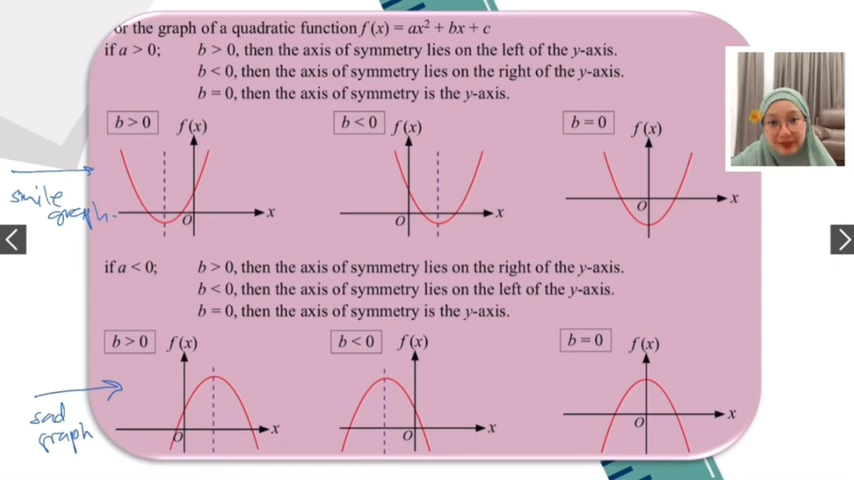 or the graph of a quadratic function f(x) = ax² + bx + c
if a > 0; b > 0, then the axis of symmetry lies on the left of the y-axis.
b < 0, then the axis of symmetry lies on the right of the y-axis.
b = 0, then the axis of symmetry is the y-axis.
b > 0 f(x) b < 0 f(x) b = 0 f(x)
smile
graph.
O x O x O x
if a < 0; b > 0, then the axis of symmetry lies on the right of the y-axis.
b < 0, then the axis of symmetry lies on the left of the y-axis.
b = 0, then the axis of symmetry is the y-axis.
b > 0 f(x) b < 0 f(x) b = 0 f(x)
sad
graph
O x O x O x